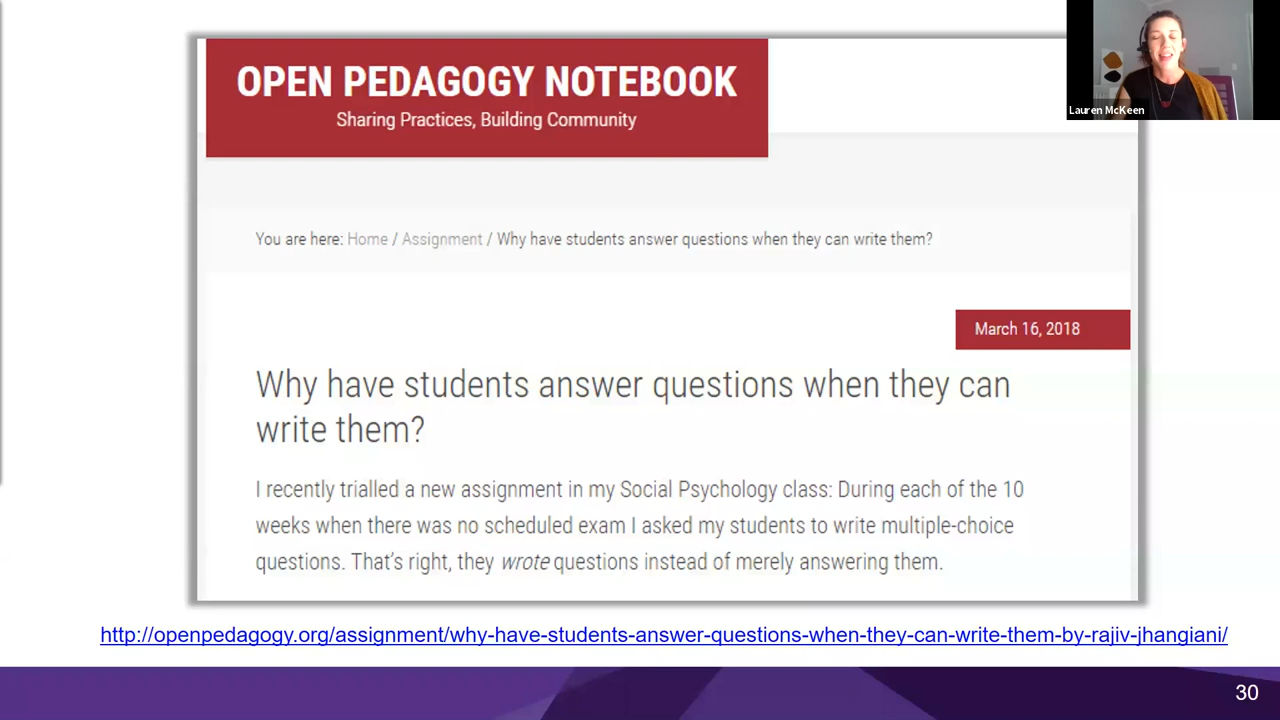 OPEN PEDAGOGY NOTEBOOK
Sharing Practices, Building Community
Lauren McKeen
You are here: Home / Assignment / Why have students answer questions when they can write them?
March 16, 2018
Why have students answer questions when they can
write them?
I recently trialled a new assignment in my Social Psychology class: During each of the 10
weeks when there was no scheduled exam I asked my students to write multiple-choice
questions. That's right, they wrote questions instead of merely answering them.
http://openpedagogy.org/assignment/why-have-students-answer-questions-when-they-can-write-them-by-rajiv-jhangiani/
30